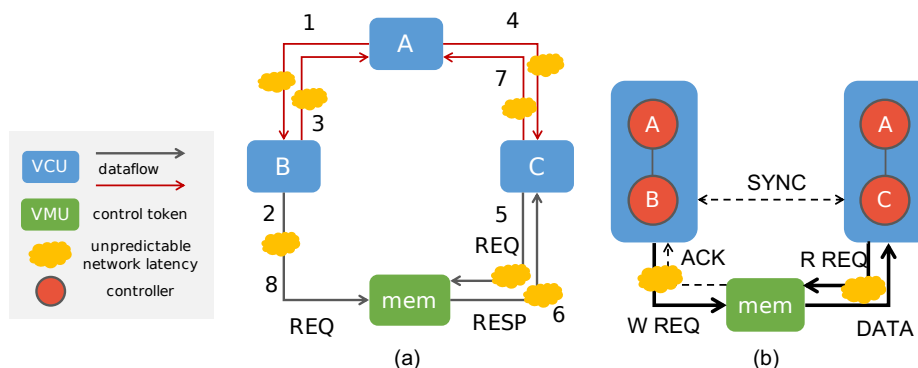 VCU
dataflow
VMU
control token
unpredictable
network latency
controller
1
4
A
7
3
B
C
2
5
REQ
8
mem
REQ
RESP
6
(a)
A
A
SYNC
B
C
ACK
R REQ
mem
W REQ
DATA
(b)